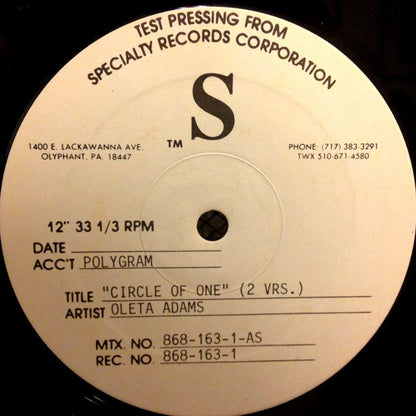 TEST PRESSING FROM
SPECIALTY RECORDS CORPORATION
S
TM
1400 E. LACKAWANNA AVE.
OLYPHANT, PA. 18447
PHONE: (717) 383-3291
TWX 510-671-4580
12" 33 1/3 RPM
DATE
ACC'T POLYGRAM
TITLE "CIRCLE OF ONE" (2 VRS.)
ARTIST OLETA ADAMS
MTX. NO. 868-163-1-AS
REC. NO. 868-163-1